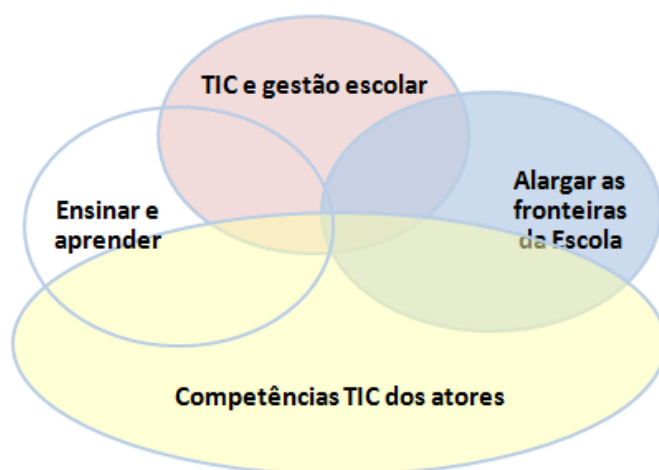 TIC e gestão escolar
Ensinar e
aprender
Alargar as
fronteiras
da Escola
Competências TIC dos atores